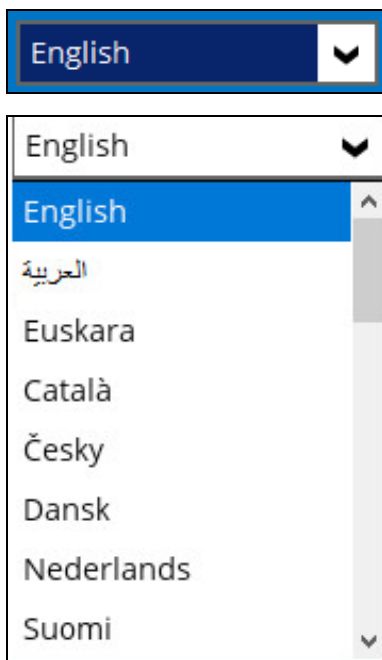 English
English
English
العربية
Euskara
Català
Česky
Dansk
Nederlands
Suomi